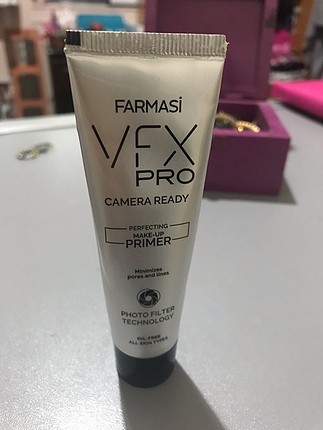 FARMASi
VFX
PRO
CAMERA READY
PERFECTING
MAKE-UP
PRIMER
Minimizes
pores and lines
PHOTO FILTER
TECHNOLOGY
OIL-FREE
ALL SKIN TYPES